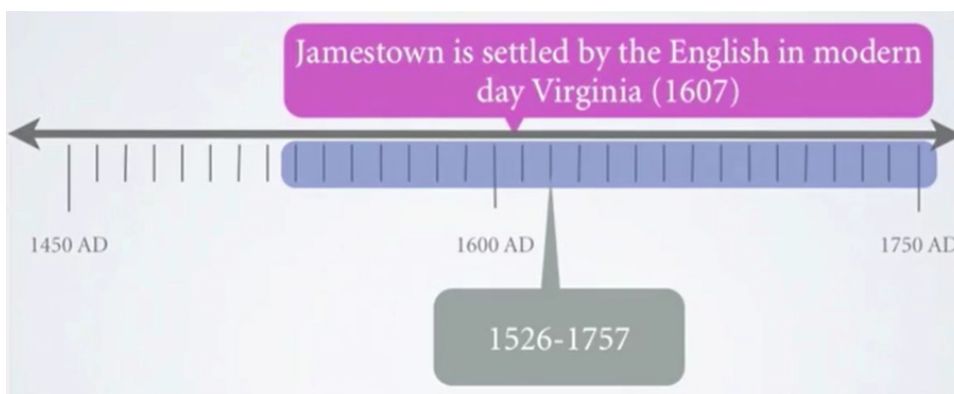 Jamestown is settled by the English in modern
day Virginia (1607)
1450 AD
1600 AD
1750 AD
1526-1757